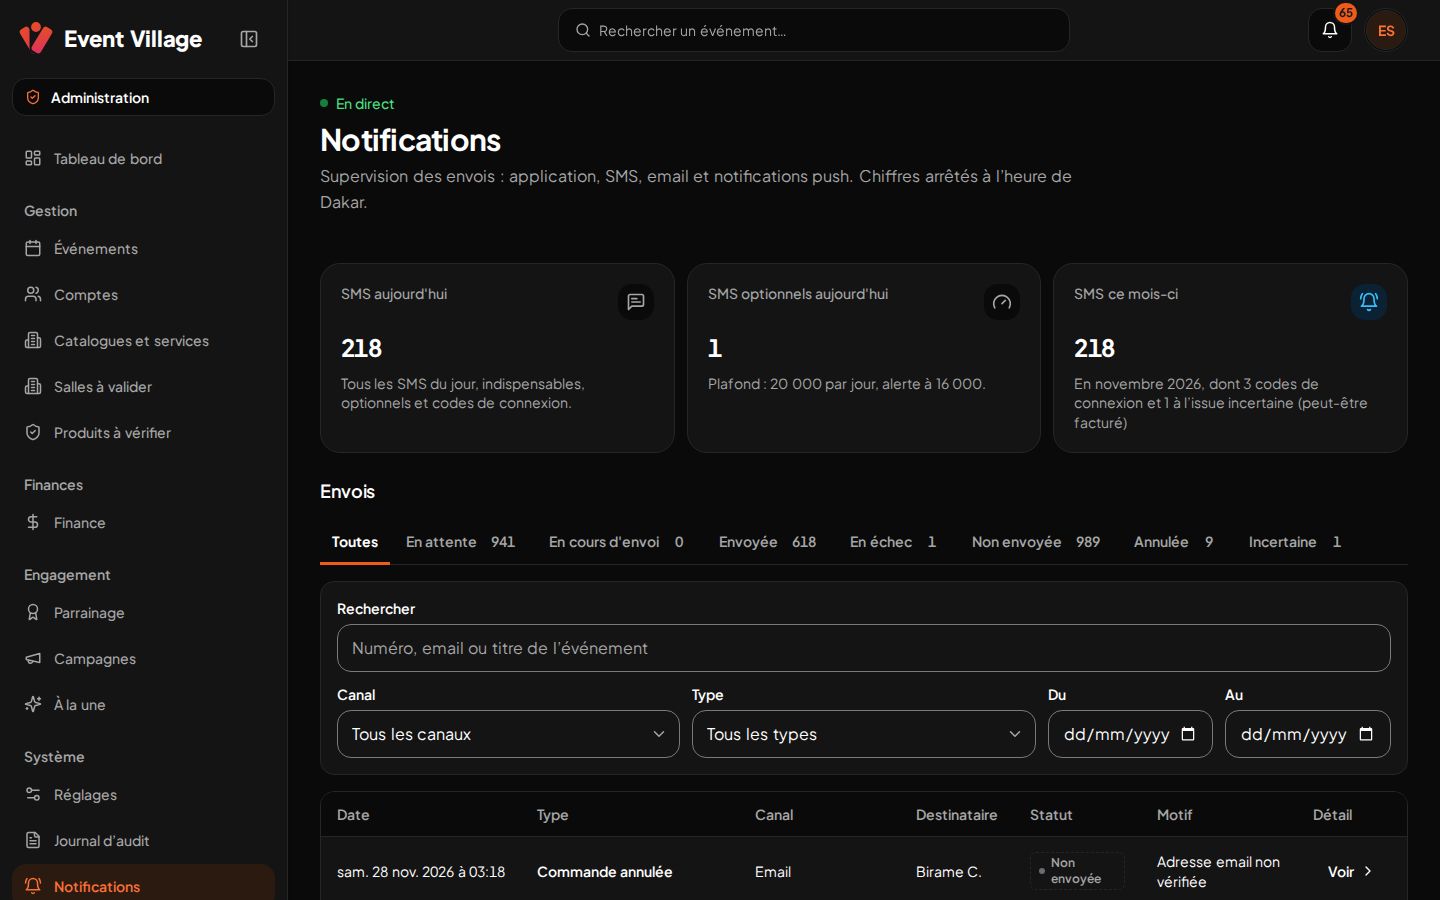 Event Village
Rechercher un événement...
65
ES
Administration
Tableau de bord
Gestion
Événements
Comptes
Catalogues et services
Salles à valider
Produits à vérifier
Finances
Finance
Engagement
Parrainage
Campagnes
À la une
Système
Réglages
Journal d’audit
Notifications
En direct
Notifications
Supervision des envois : application, SMS, email et notifications push. Chiffres arrêtés à l’heure de
Dakar.
SMS aujourd'hui
218
Tous les SMS du jour, indispensables,
optionnels et codes de connexion.
SMS optionnels aujourd'hui
1
Plafond : 20 000 par jour, alerte à 16 000.
SMS ce mois-ci
218
En novembre 2026, dont 3 codes de
connexion et 1 à l’issue incertaine (peut-être
facturé)
Envois
Toutes En attente 941 En cours d'envoi 0 Envoyée 618 En échec 1 Non envoyée 989 Annulée 9 Incertaine 1
Rechercher
Numéro, email ou titre de l’événement
Canal Type Du Au
Tous les canaux Tous les types dd/mm/yyyy dd/mm/yyyy
Date Type Canal Destinataire Statut Motif Détail
sam. 28 nov. 2026 à 03:18 Commande annulée Email Birame C. Non envoyée Adresse email non vérifiée Voir